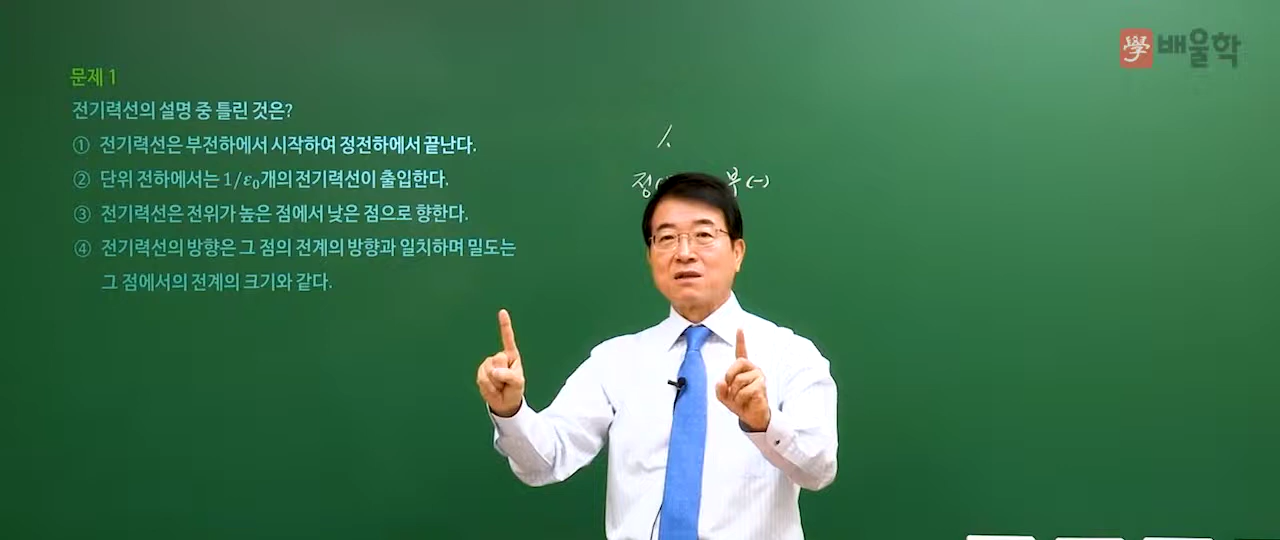 學 배울학
문제 1
전기력선의 설명 중 틀린 것은?
① 전기력선은 부전하에서 시작하여 정전하에서 끝난다.
② 단위 전하에서는 1/ε₀개의 전기력선이 출입한다.
③ 전기력선은 전위가 높은 점에서 낮은 점으로 향한다.
④ 전기력선의 방향은 그 점의 전계의 방향과 일치하며 밀도는
그 점에서의 전계의 크기와 같다.
1.
정( 부(-)